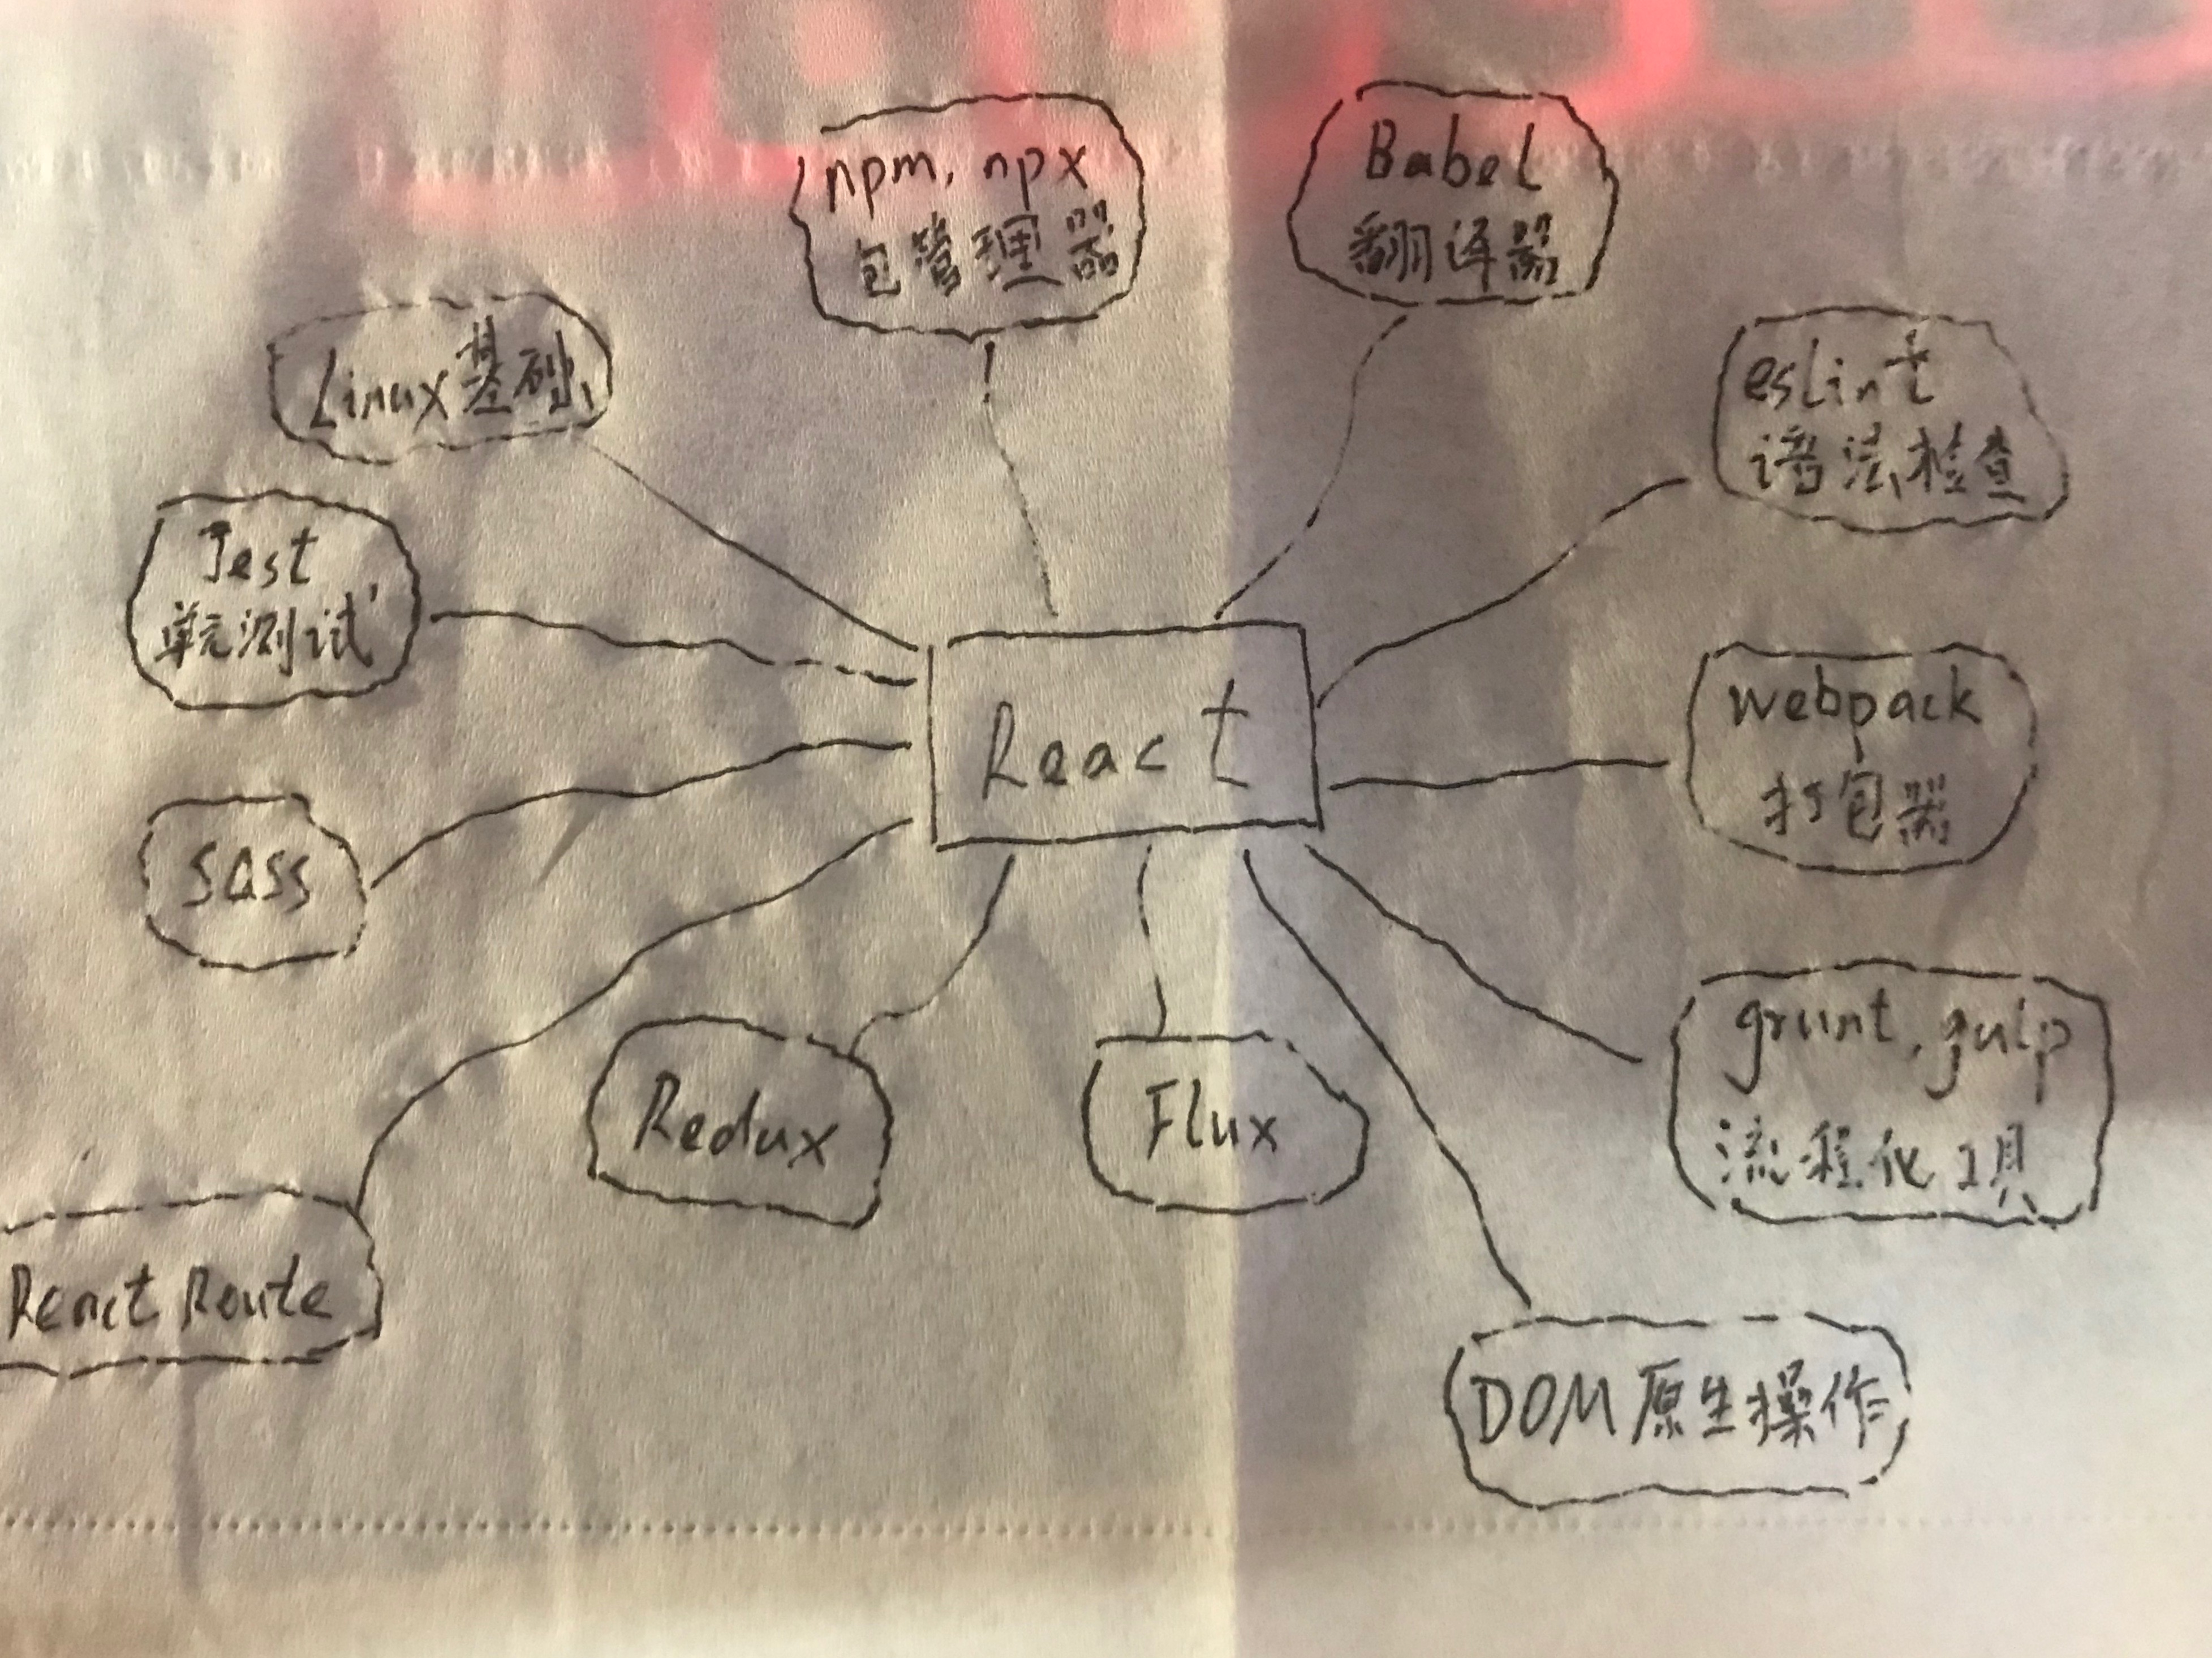 npm, npx
包管理器
Babel
翻译器
Linux基础
eslint
语法检查
Jest
单元测试
React
webpack
打包器
sass
grunt, gulp
流程化工具
Redux
Flux
React Route
DOM原生操作